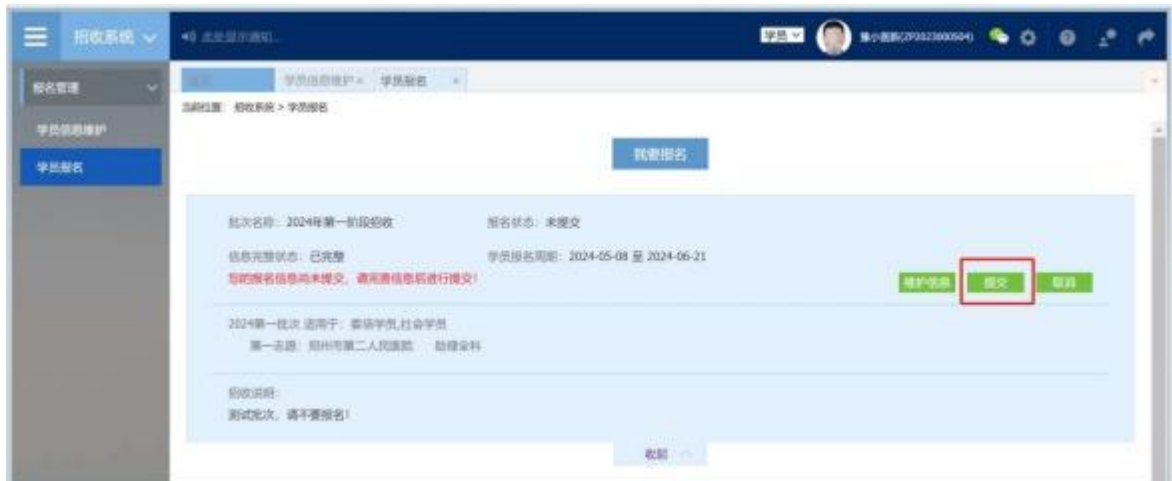 招收系统
此处显示通知...
学员
报名管理
学员信息维护
学员报名
学员信息维护
学员报名
当前位置: 招收系统 > 学员报名
我要报名
批次名称: 2024年第一阶段招收
报名状态: 未提交
信息完整状态: 已完整
学员报名周期: 2024-05-08 至 2024-06-21
您的报名信息尚未提交, 请完善信息后进行提交!
维护信息
提交
取消
2024第一批次 适用于: 委培学员,社会学员
第一志愿: 郑州市第二人民医院 助理全科
招收说明:
测试批次, 请不要报名!
收起